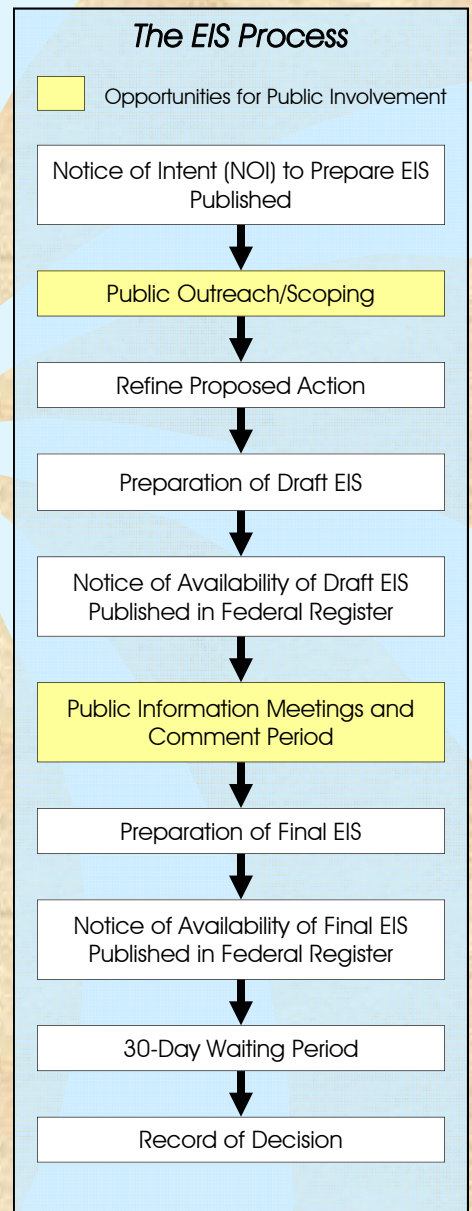 The EIS Process
Opportunities for Public Involvement
Notice of Intent (NOI) to Prepare EIS
Published
Public Outreach/Scoping
Refine Proposed Action
Preparation of Draft EIS
Notice of Availability of Draft EIS
Published in Federal Register
Public Information Meetings and
Comment Period
Preparation of Final EIS
Notice of Availability of Final EIS
Published in Federal Register
30-Day Waiting Period
Record of Decision